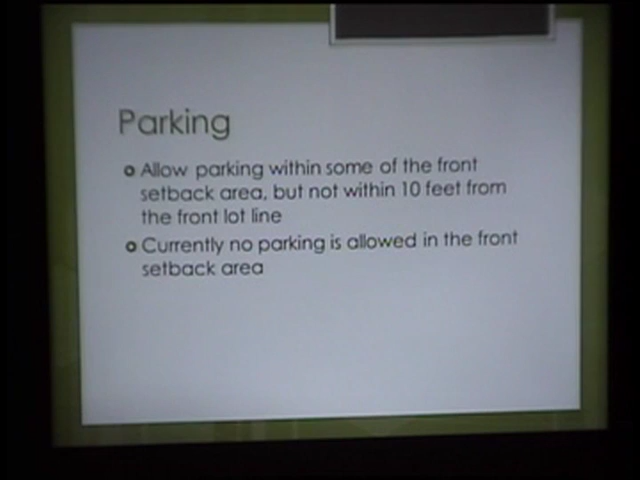 Parking
Allow parking within some of the front
setback area, but not within 10 feet from
the front lot line
Currently no parking is allowed in the front
setback area